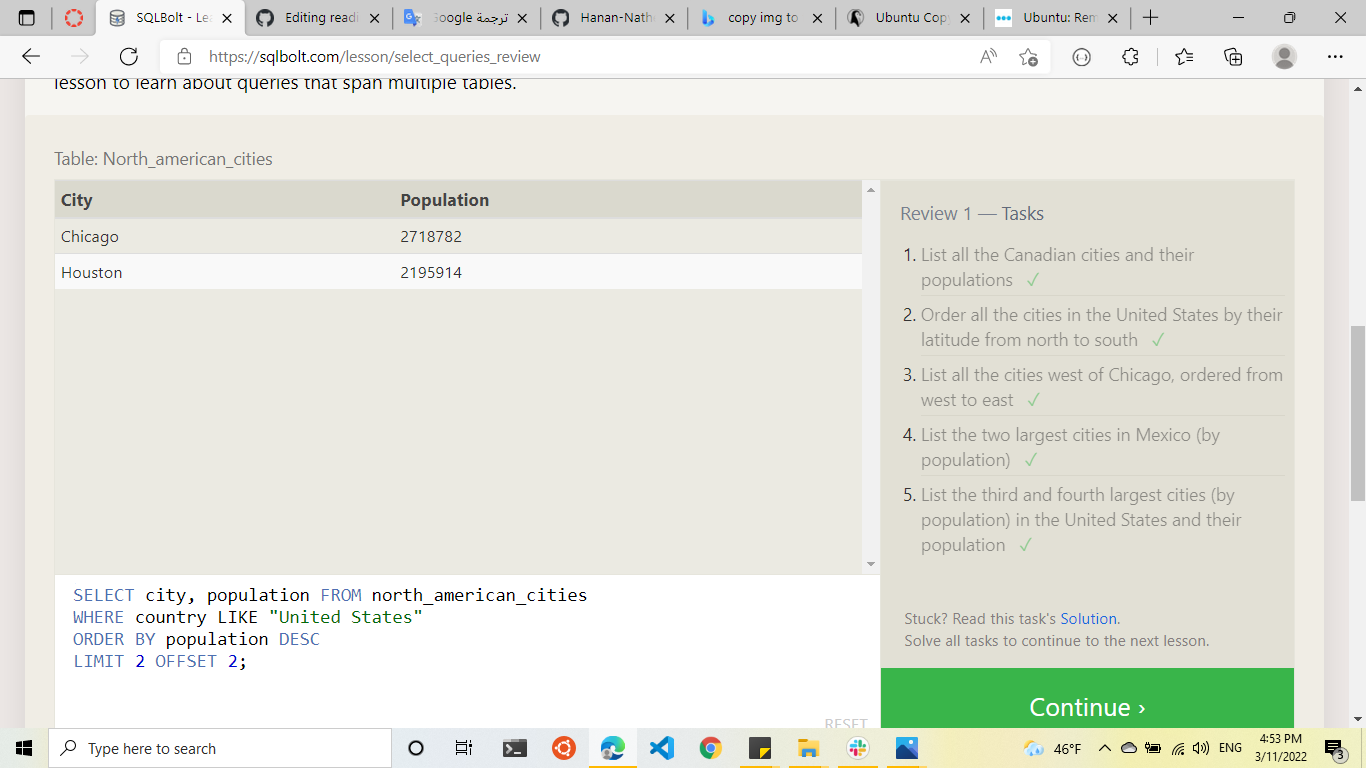 SQLBolt - Le
Editing readi
Google ترجمة
Hanan-Nath
copy img to
Ubuntu Cop
Ubuntu: Rem
https://sqlbolt.com/lesson/select_queries_review
lesson to learn about queries that span multiple tables.
Table: North_american_cities
City Population
Chicago 2718782
Houston 2195914
Review 1 — Tasks
1. List all the Canadian cities and their
populations ✓
2. Order all the cities in the United States by their
latitude from north to south ✓
3. List all the cities west of Chicago, ordered from
west to east ✓
4. List the two largest cities in Mexico (by
population) ✓
5. List the third and fourth largest cities (by
population) in the United States and their
population ✓
SELECT city, population FROM north_american_cities
WHERE country LIKE "United States"
ORDER BY population DESC
LIMIT 2 OFFSET 2;
RESET
Stuck? Read this task's Solution.
Solve all tasks to continue to the next lesson.
Continue ›
Type here to search
46°F
ENG
4:53 PM
3/11/2022
3